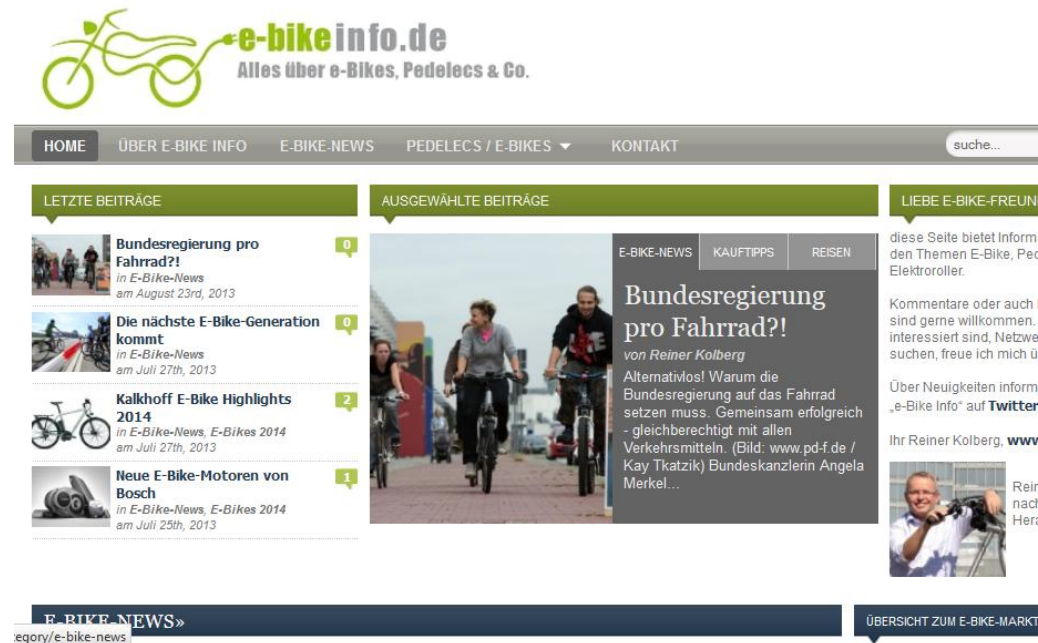 e-bikeinfo.de
Alles über e-Bikes, Pedelecs & Co.
HOME ÜBER E-BIKE INFO E-BIKE-NEWS PEDELECS / E-BIKES KONTAKT suche...
LETZTE BEITRÄGE
Bundesregierung pro
Fahrrad?!
in E-Bike-News
am August 23rd, 2013
0
Die nächste E-Bike-Generation
kommt
in E-Bike-News
am Juli 27th, 2013
0
Kalkhoff E-Bike Highlights
2014
in E-Bike-News, E-Bikes 2014
am Juli 27th, 2013
2
Neue E-Bike-Motoren von
Bosch
in E-Bike-News, E-Bikes 2014
am Juli 25th, 2013
1
AUSGEWÄHLTE BEITRÄGE
E-BIKE-NEWS KAUFTIPPS REISEN
Bundesregierung
pro Fahrrad?!
von Reiner Kolberg
Alternativlos! Warum die
Bundesregierung auf das Fahrrad
setzen muss. Gemeinsam erfolgreich
- gleichberechtigt mit allen
Verkehrsmitteln. (Bild: www.pd-f.de /
Kay Tkatzik) Bundeskanzlerin Angela
Merkel...
LIEBE E-BIKE-FREUN
diese Seite bietet Inform
den Themen E-Bike, Ped
Elektroroller.
Kommentare oder auch
sind gerne willkommen.
interessiert sind, Netzwe
suchen, freue ich mich ü
Über Neuigkeiten inform
„e-Bike Info“ auf Twitter
Ihr Reiner Kolberg, www
Rein
nach
Hera
E-BIKE-NEWS»
ÜBERSICHT ZUM E-BIKE-MARKT
egory/e-bike-news